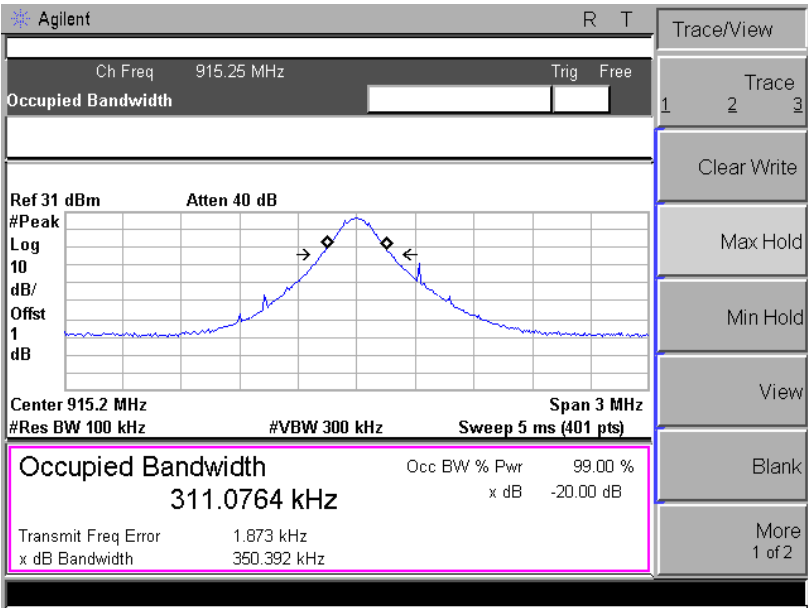 Agilent R T
Trace/View
Ch Freq 915.25 MHz Trig Free
Occupied Bandwidth
Trace
1 2 3
Clear Write
Max Hold
Min Hold
View
Blank
More
1 of 2
Ref 31 dBm Atten 40 dB
#Peak
Log
10
dB/
Offst
1
dB
Center 915.2 MHz Span 3 MHz
#Res BW 100 kHz #VBW 300 kHz Sweep 5 ms (401 pts)
Occupied Bandwidth Occ BW % Pwr 99.00 %
311.0764 kHz x dB -20.00 dB
Transmit Freq Error 1.873 kHz
x dB Bandwidth 350.392 kHz